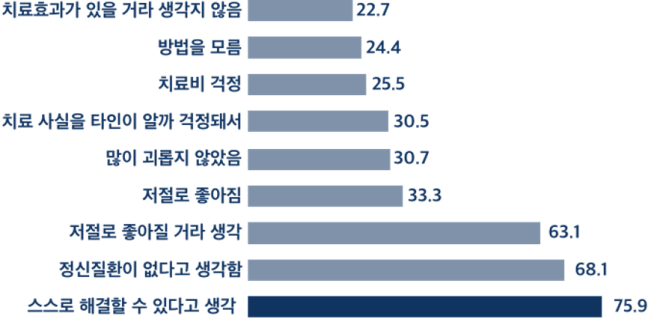 치료효과가 있을 거라 생각지 않음 22.7
방법을 모름 24.4
치료비 걱정 25.5
치료 사실을 타인이 알까 걱정돼서 30.5
많이 괴롭지 않았음 30.7
저절로 좋아짐 33.3
저절로 좋아질 거라 생각 63.1
정신질환이 없다고 생각함 68.1
스스로 해결할 수 있다고 생각 75.9